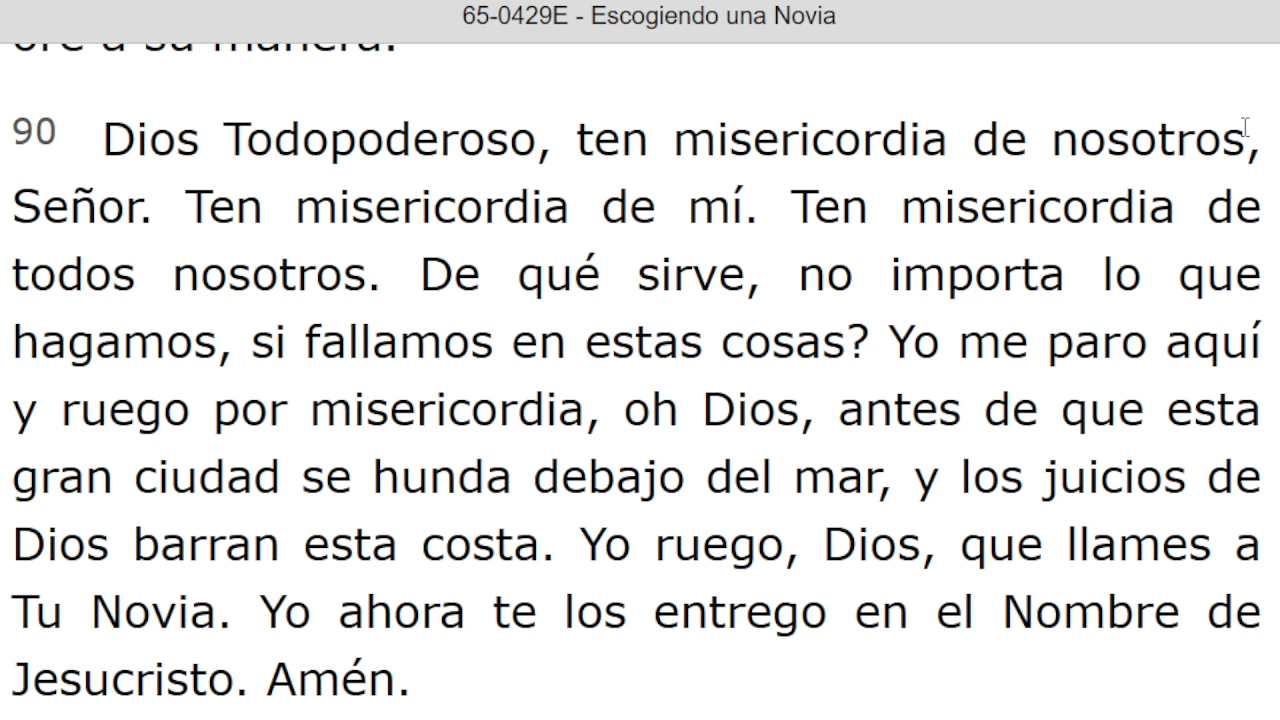 65-0429E - Escogiendo una Novia
ore a su manera.
90 Dios Todopoderoso, ten misericordia de nosotros,
Señor. Ten misericordia de mí. Ten misericordia de
todos nosotros. De qué sirve, no importa lo que
hagamos, si fallamos en estas cosas? Yo me paro aquí
y ruego por misericordia, oh Dios, antes de que esta
gran ciudad se hunda debajo del mar, y los juicios de
Dios barran esta costa. Yo ruego, Dios, que llames a
Tu Novia. Yo ahora te los entrego en el Nombre de
Jesucristo. Amén.